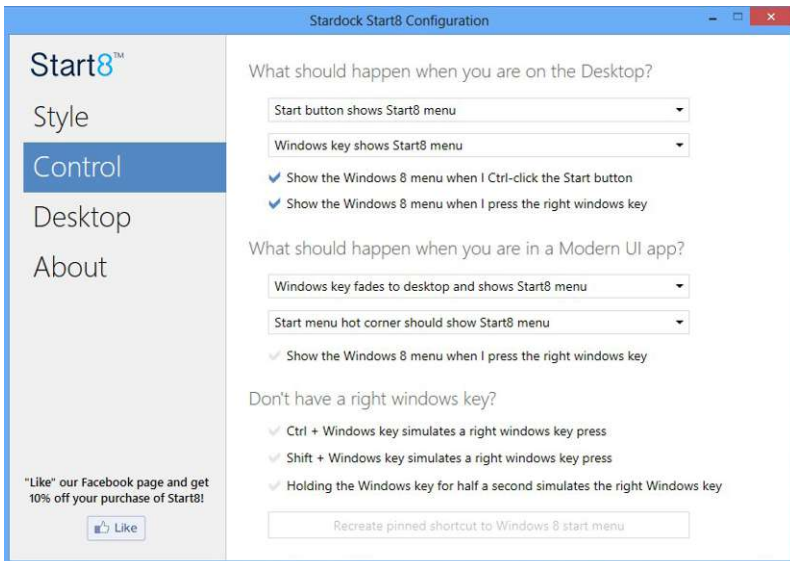 Stardock Start8 Configuration
Start8™
Style
Control
Desktop
About
"Like" our Facebook page and get
10% off your purchase of Start8!
Like
What should happen when you are on the Desktop?
Start button shows Start8 menu
Windows key shows Start8 menu
Show the Windows 8 menu when I Ctrl-click the Start button
Show the Windows 8 menu when I press the right windows key
What should happen when you are in a Modern UI app?
Windows key fades to desktop and shows Start8 menu
Start menu hot corner should show Start8 menu
Show the Windows 8 menu when I press the right windows key
Don't have a right windows key?
Ctrl + Windows key simulates a right windows key press
Shift + Windows key simulates a right windows key press
Holding the Windows key for half a second simulates the right Windows key
Recreate pinned shortcut to Windows 8 start menu